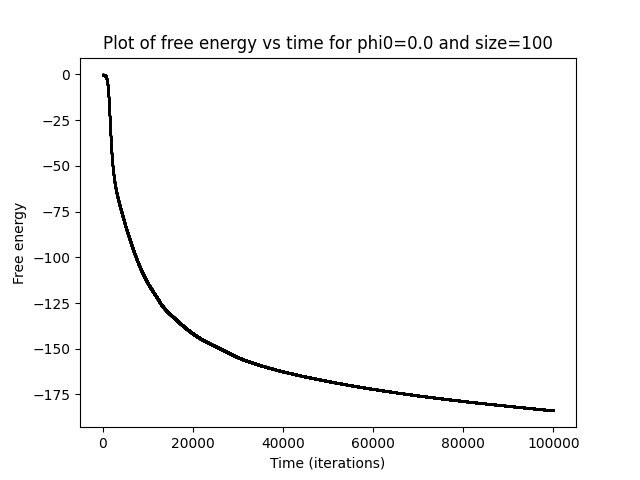 Plot of free energy vs time for phi0=0.0 and size=100
0
−25
−50
−75
−100
−125
−150
−175
Free energy
0 20000 40000 60000 80000 100000
Time (iterations)